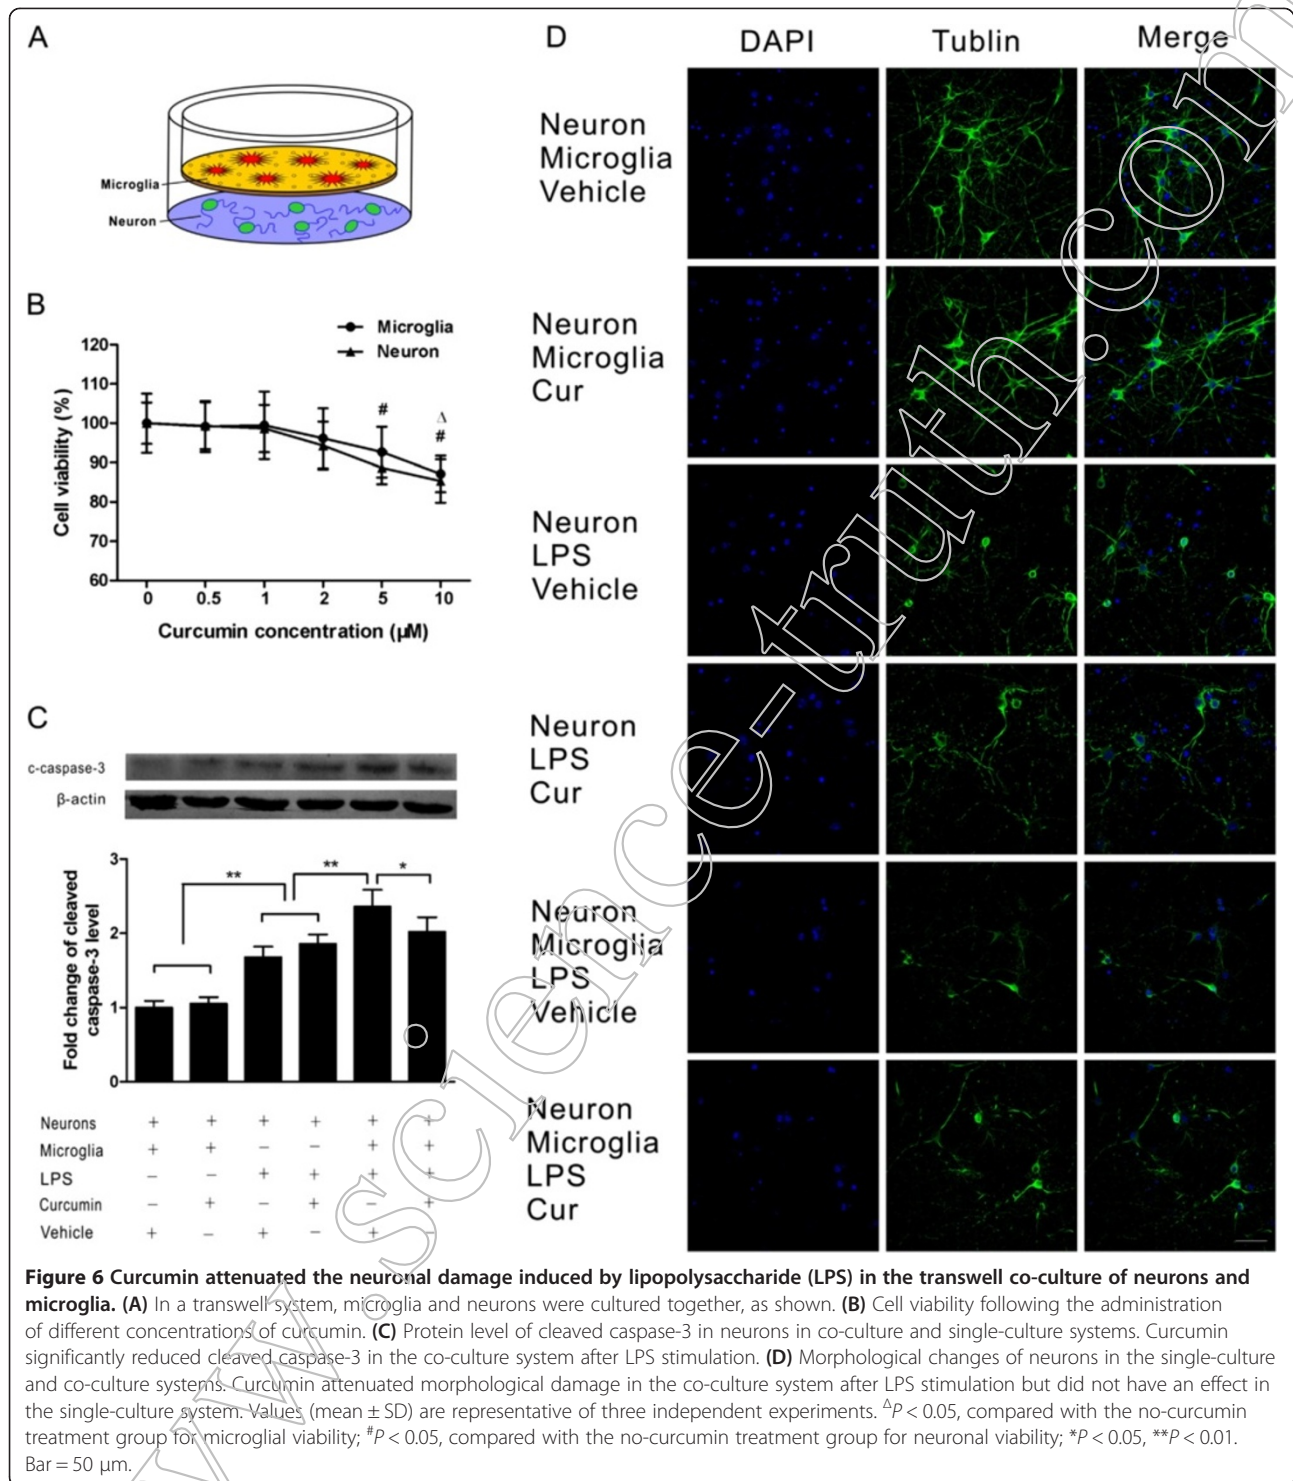 A
Microglia
Neuron
B
Microglia
Neuron
120
110
100
90
80
70
60
Cell viability (%)
#
Δ
#
0 0.5 1 2 5 10
Curcumin concentration (µM)
C
c-caspase-3
β-actin
Fold change of cleaved
caspase-3 level
3
2
1
0
**
**
*
Neurons + + + + + +
Microglia + + − − + +
LPS − − + + + +
Curcumin − + − + − +
Vehicle + − + − + −
D
DAPI Tublin Merge
Neuron
Microglia
Vehicle
Neuron
Microglia
Cur
Neuron
LPS
Vehicle
Neuron
LPS
Cur
Neuron
Microglia
LPS
Vehicle
Neuron
Microglia
LPS
Cur
Figure 6 Curcumin attenuated the neuronal damage induced by lipopolysaccharide (LPS) in the transwell co-culture of neurons and
microglia. (A) In a transwell system, microglia and neurons were cultured together, as shown. (B) Cell viability following the administration
of different concentrations of curcumin. (C) Protein level of cleaved caspase-3 in neurons in co-culture and single-culture systems. Curcumin
significantly reduced cleaved caspase-3 in the co-culture system after LPS stimulation. (D) Morphological changes of neurons in the single-culture
and co-culture systems. Curcumin attenuated morphological damage in the co-culture system after LPS stimulation but did not have an effect in
the single-culture system. Values (mean ± SD) are representative of three independent experiments. ΔP < 0.05, compared with the no-curcumin
treatment group for microglial viability; #P < 0.05, compared with the no-curcumin treatment group for neuronal viability; *P < 0.05, **P < 0.01.
Bar = 50 µm.
w.science-truth.com